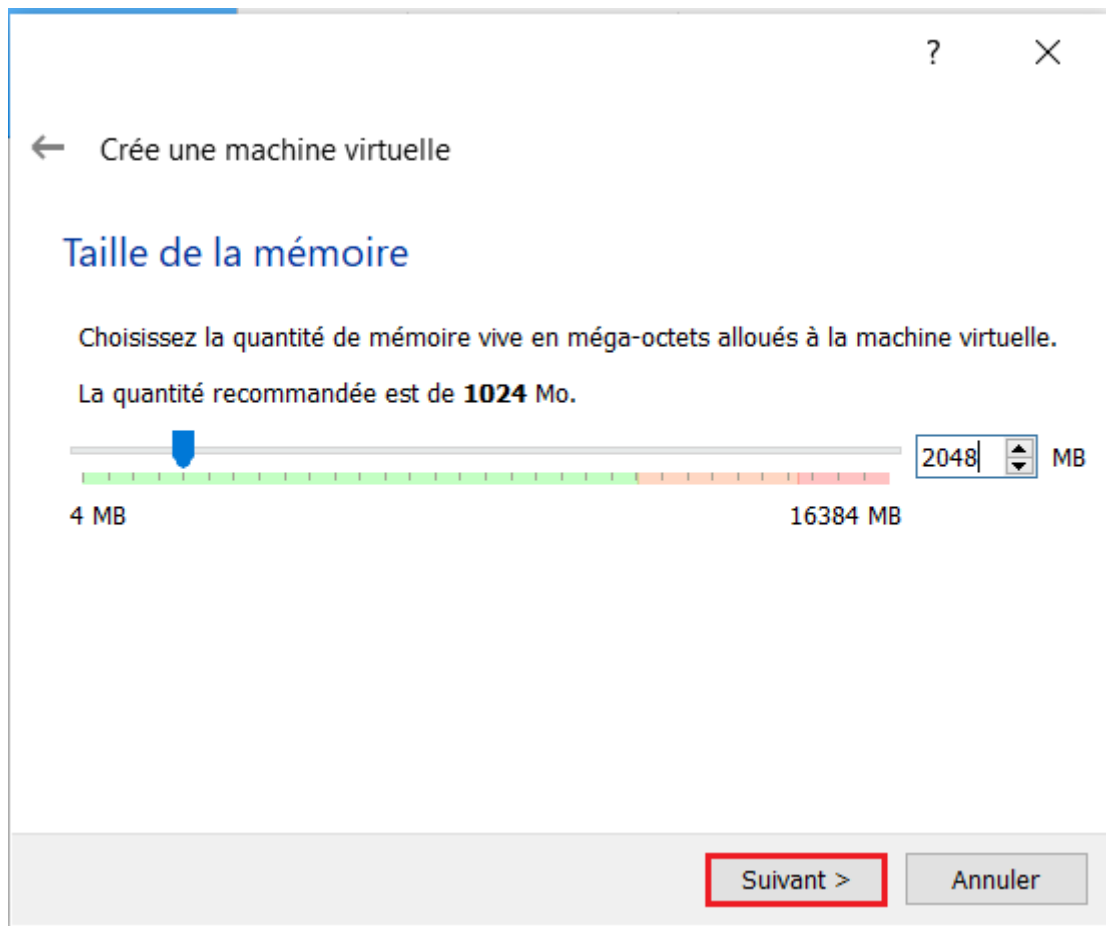 ?
Crée une machine virtuelle
Taille de la mémoire
Choisissez la quantité de mémoire vive en méga-octets alloués à la machine virtuelle.
La quantité recommandée est de 1024 Mo.
2048 MB
4 MB 16384 MB
Suivant > Annuler